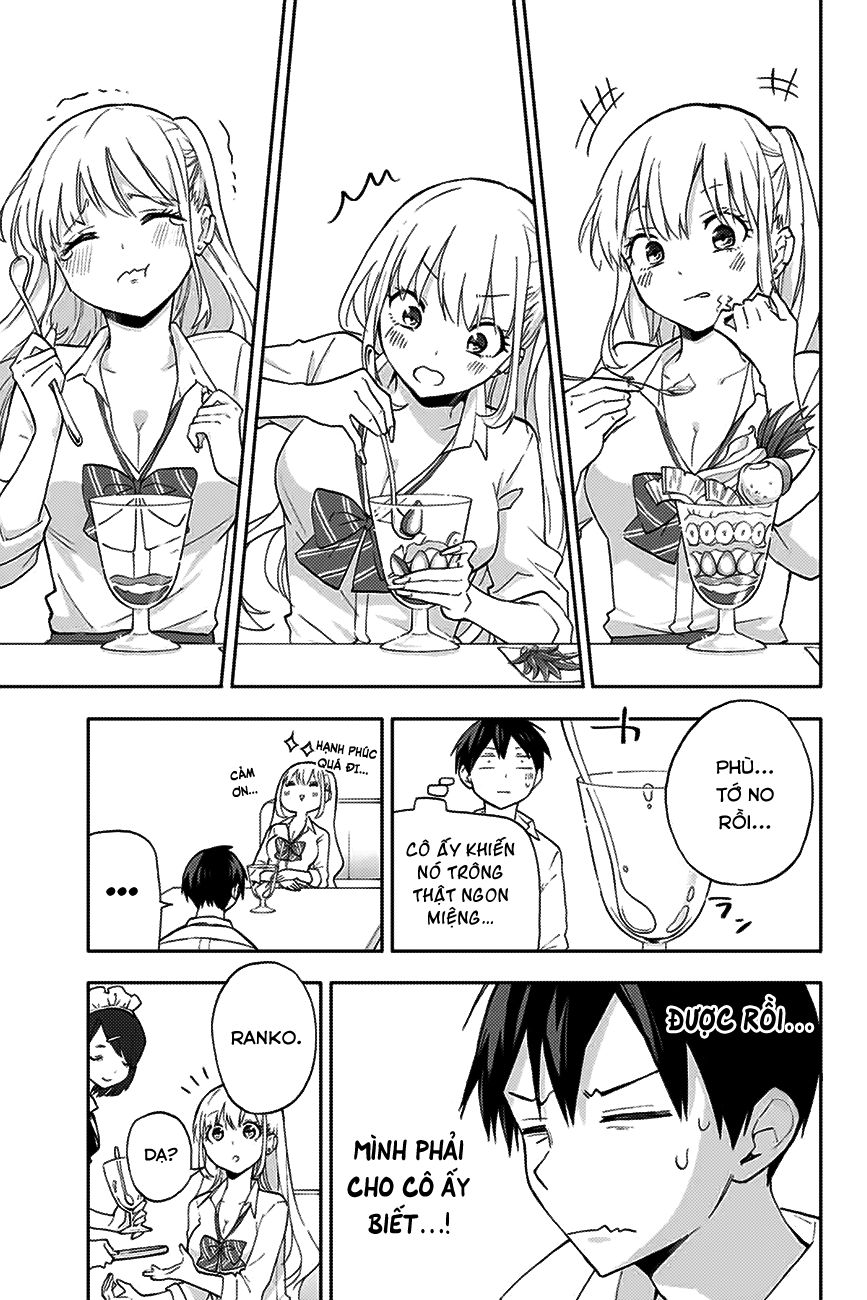 PHÙ...
TỚ NO
RỒI...
CÔ ẤY KHIẾN
NÓ TRÔNG
THẬT NGON
MIỆNG...
HẠNH PHÚC
QUÁ ĐI...
CẢM
ƠN...
...
ĐƯỢC RỒI...
MÌNH PHẢI
CHO CÔ ẤY
BIẾT...!
RANKO.
DẠ?